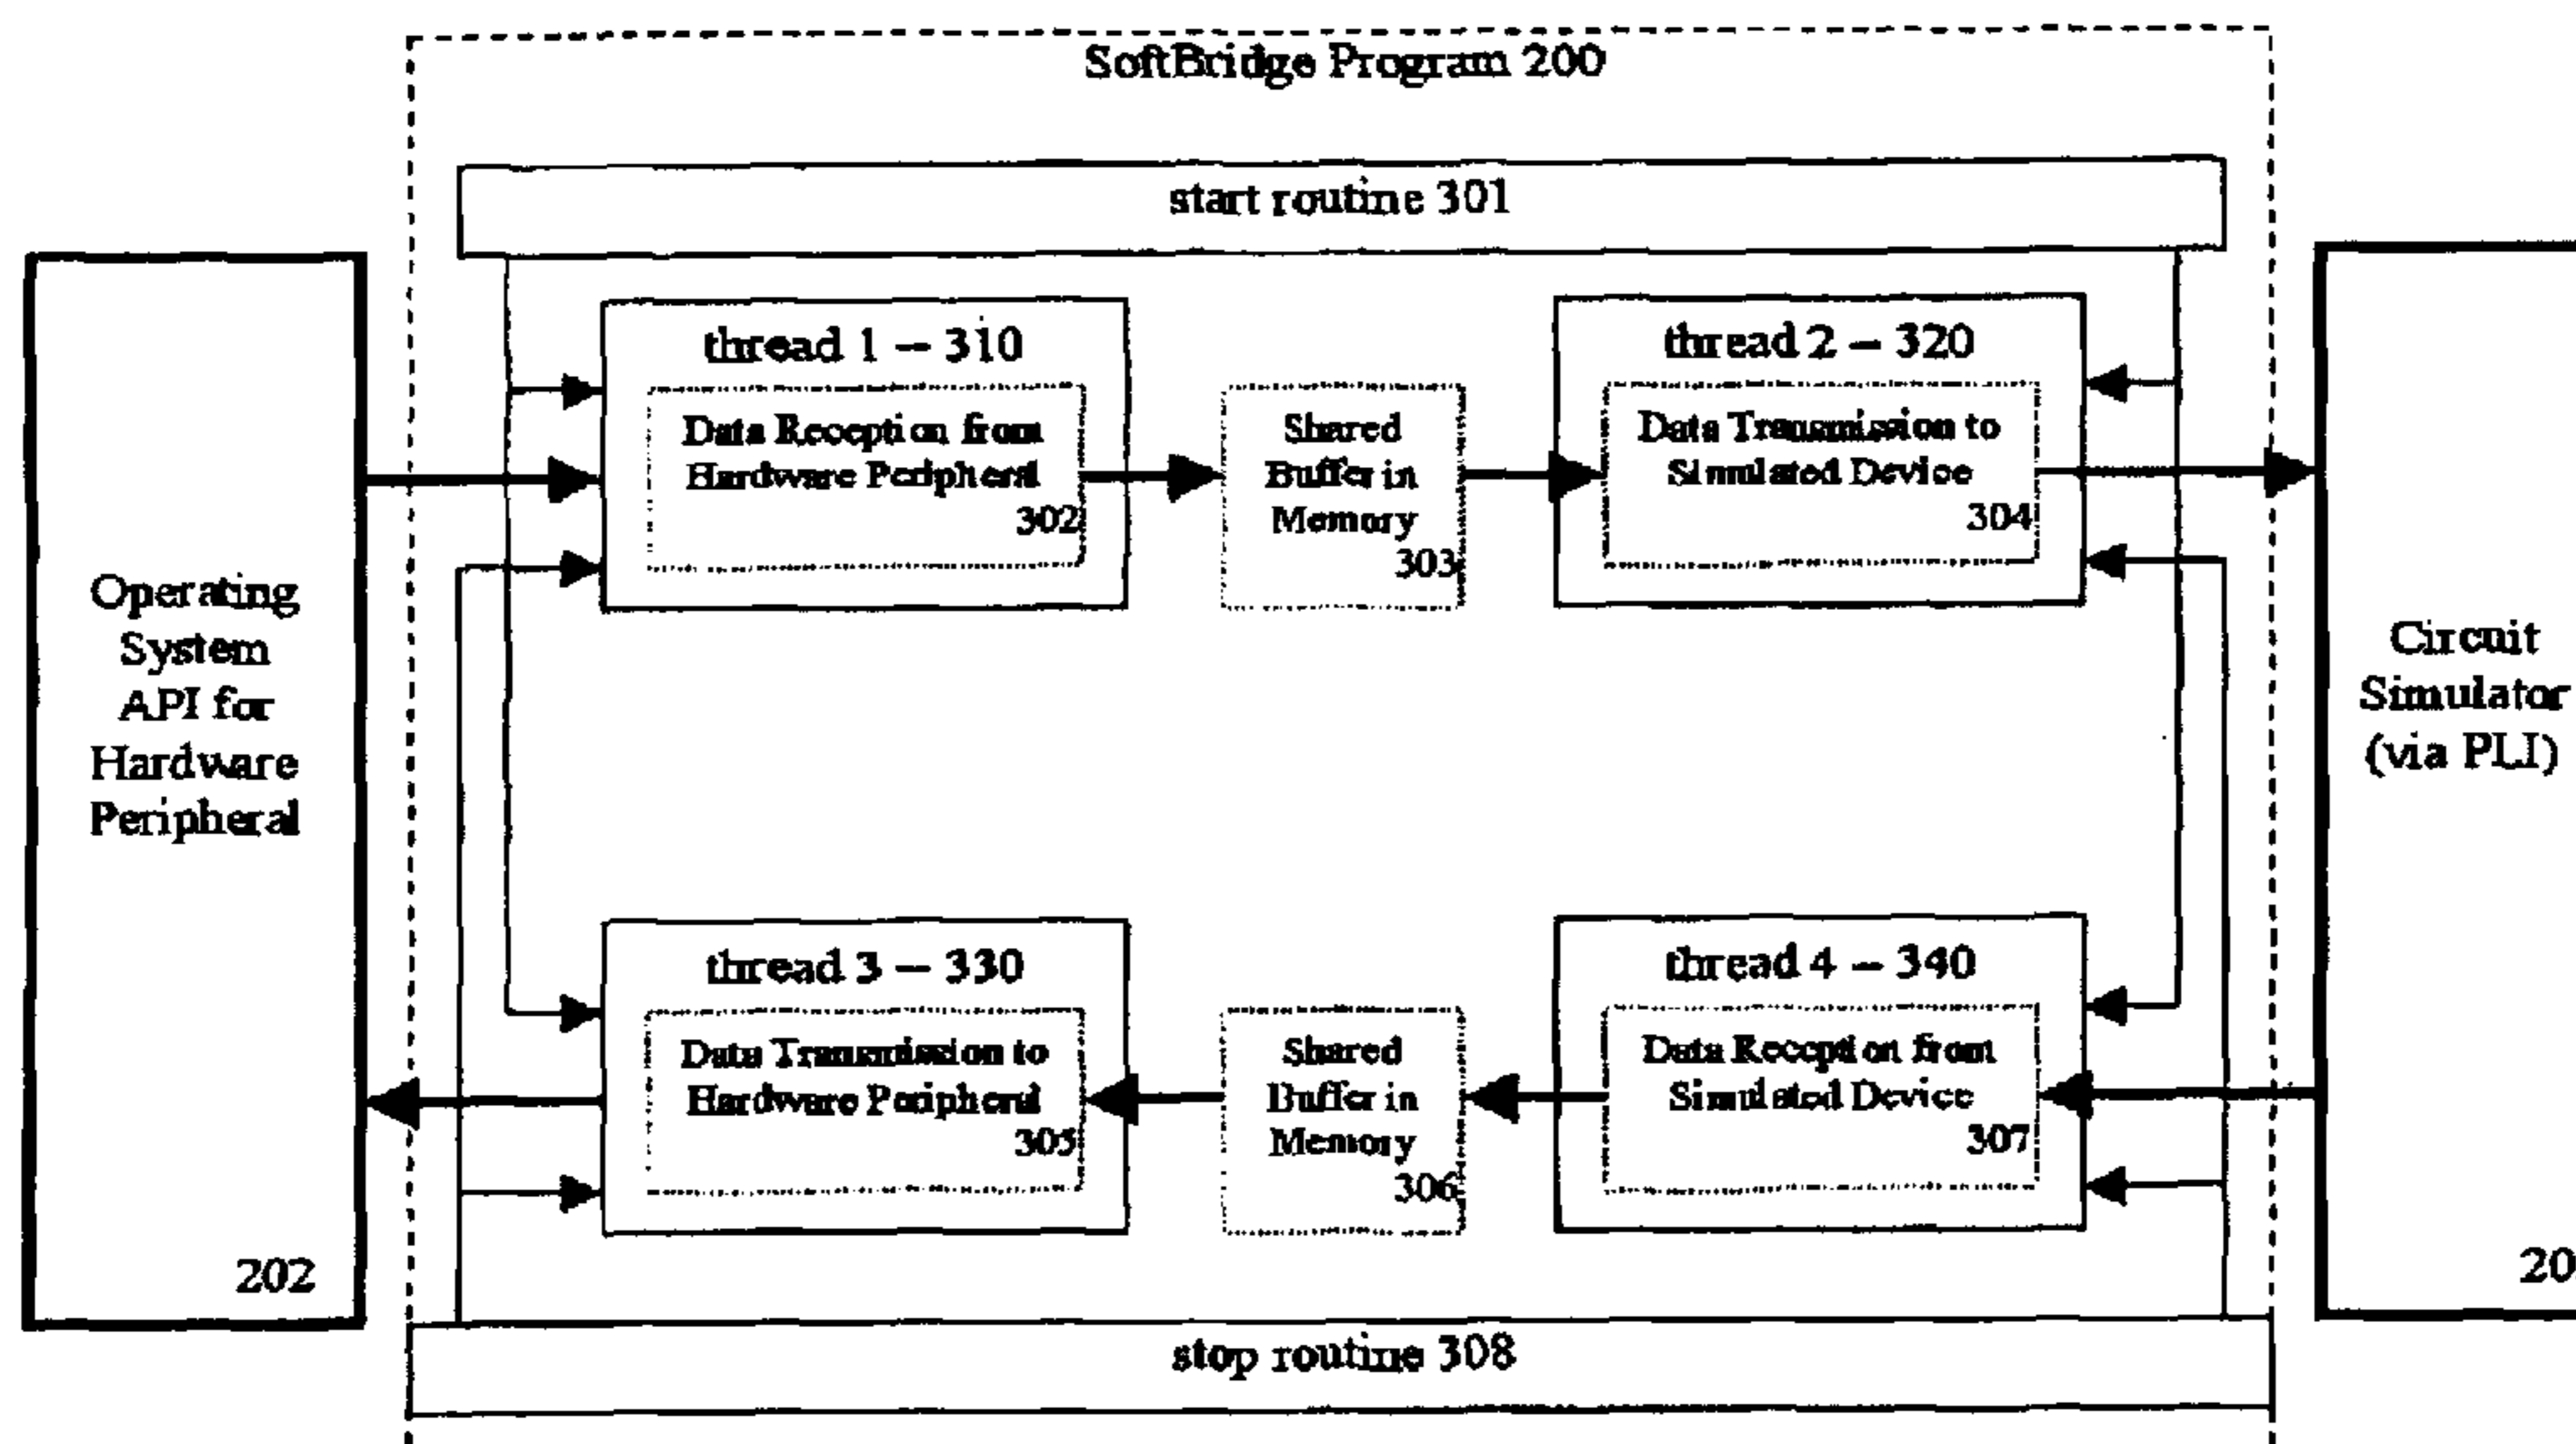 SoftBridge Program 200
start routine 301
Operating
System
API for
Hardware
Peripheral
202
thread 1 – 310
Data Reception from
Hardware Peripheral
302
Shared
Buffer in
Memory
303
thread 2 – 320
Data Transmission to
Simulated Device
304
thread 3 – 330
Data Transmission to
Hardware Peripheral
305
Shared
Buffer in
Memory
306
thread 4 – 340
Data Reception from
Simulated Device
307
Circuit
Simulator
(via PLI)
20
stop routine 308